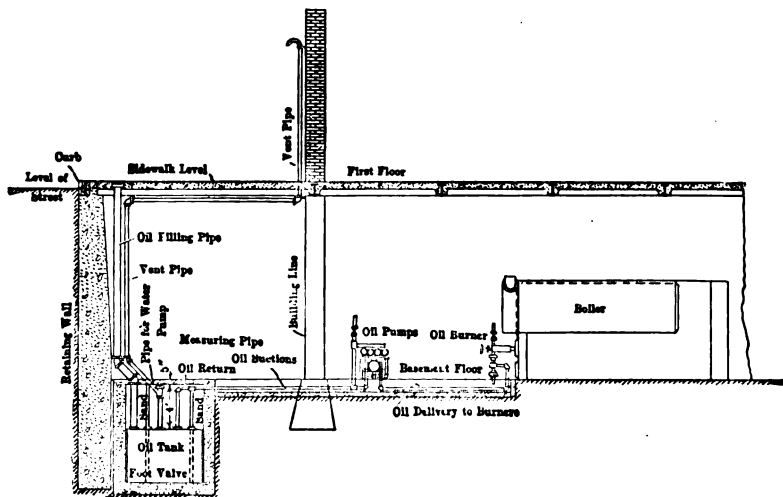 Vent Pipe
Curb
Sidewalk Level
First Floor
Level of
Street
Oil Filling Pipe
Vent Pipe
Pipe for Water
Pump
Retaining Wall
Building Line
Boiler
Measuring Pipe
Oil Pumps
Oil Burner
Oil Suctions
Oil Return
Basement Floor
5"
Sand
4'
Sand
Oil Delivery to Burners
Oil Tank
Foot Valve